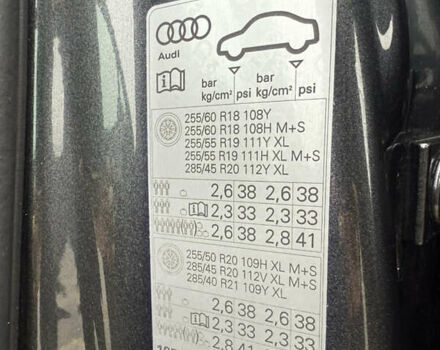 Audi
bar bar
kg/cm² psi kg/cm² psi
255/60 R18 108Y
255/60 R18 108H M+S
255/55 R19 111Y XL
255/55 R19 111H XL M+S
285/45 R20 112Y XL
2,6 38 2,6 38
2,3 33 2,3 33
2,6 38 2,8 41
255/50 R20 109H XL M+S
285/45 R20 112V XL M+S
285/40 R21 109Y XL
2,6 38 2,6 38
2,3 33 2,3 33
2,8 41